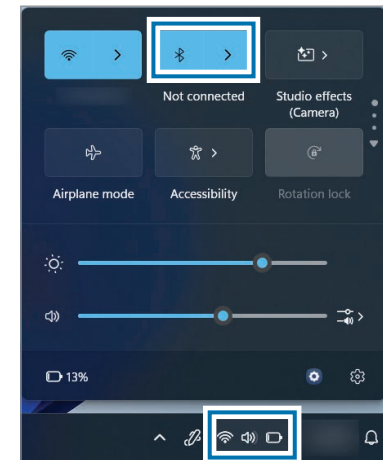 Not connected
Studio effects
(Camera)
Airplane mode
Accessibility
Rotation lock
13%